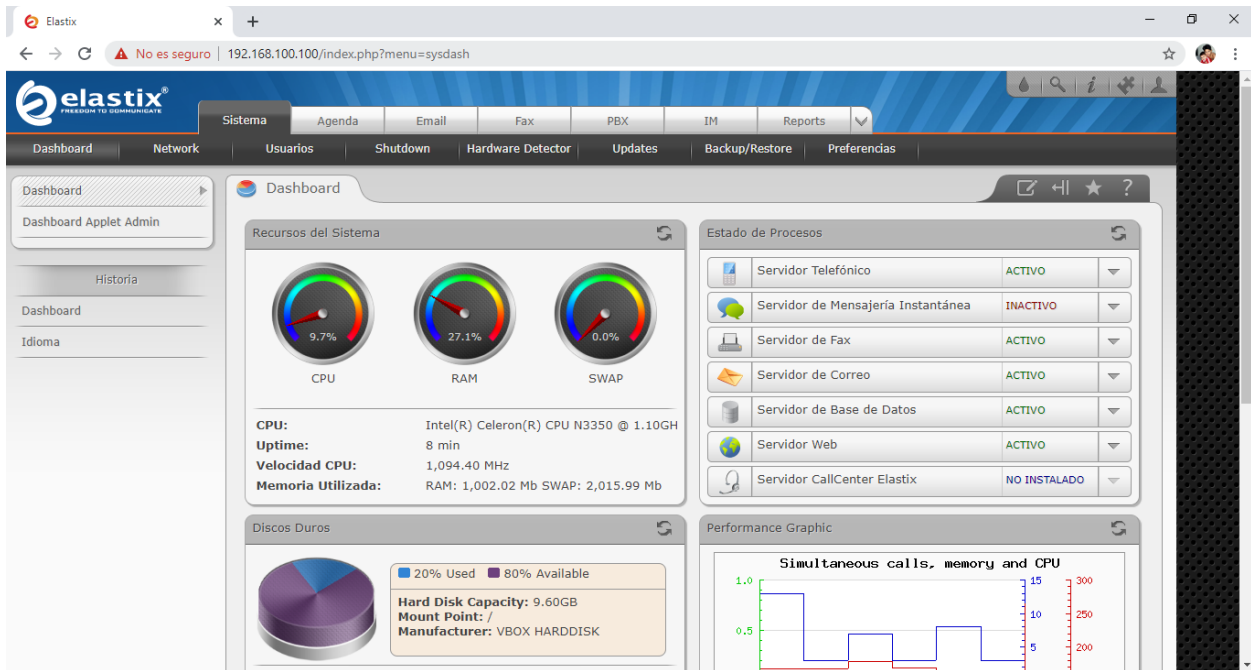 Elastix
No es seguro
192.168.100.100/index.php?menu=sysdash
elastix®
FREEDOM TO COMMUNICATE
Sistema Agenda Email Fax PBX IM Reports
Dashboard Network Usuarios Shutdown Hardware Detector Updates Backup/Restore Preferencias
Dashboard
Dashboard Applet Admin
Historia
Dashboard
Idioma
Dashboard
?
Recursos del Sistema
9.7% 27.1% 0.0%
CPU RAM SWAP
CPU: Intel(R) Celeron(R) CPU N3350 @ 1.10GH
Uptime: 8 min
Velocidad CPU: 1,094.40 MHz
Memoria Utilizada: RAM: 1,002.02 Mb SWAP: 2,015.99 Mb
Estado de Procesos
Servidor Telefónico ACTIVO
Servidor de Mensajería Instantánea INACTIVO
Servidor de Fax ACTIVO
Servidor de Correo ACTIVO
Servidor de Base de Datos ACTIVO
Servidor Web ACTIVO
Servidor CallCenter Elastix NO INSTALADO
Discos Duros
20% Used 80% Available
Hard Disk Capacity: 9.60GB
Mount Point: /
Manufacturer: VBOX HARDDISK
Performance Graphic
Simultaneous calls, memory and CPU
1.0 15 300
10 250
0.5
5 200